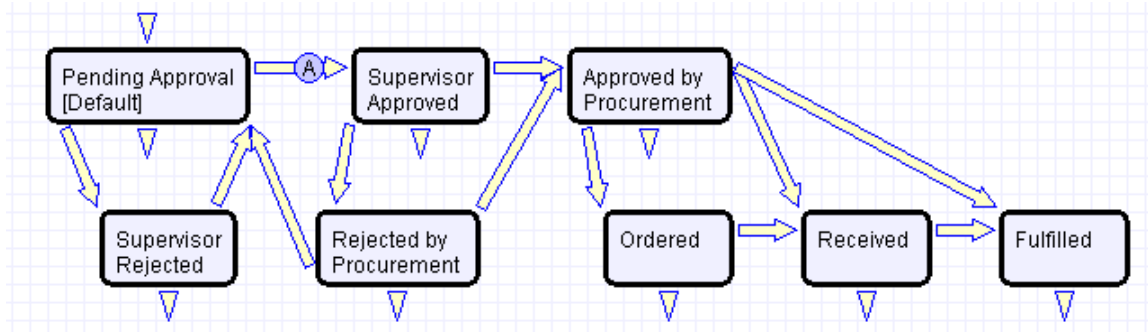 Pending Approval
[Default]
A
Supervisor
Approved
Approved by
Procurement
Supervisor
Rejected
Rejected by
Procurement
Ordered
Received
Fulfilled